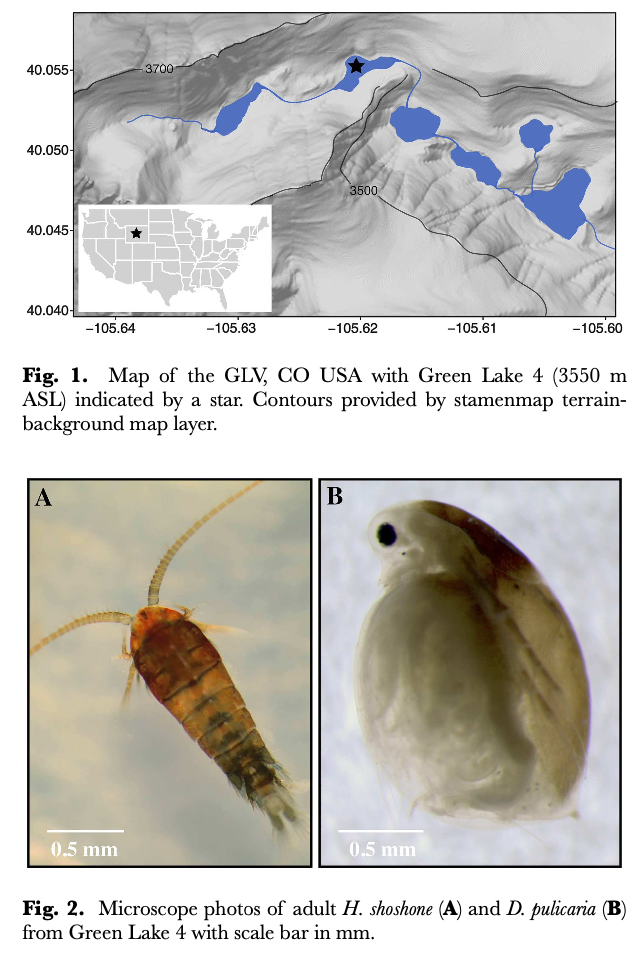 40.055
3700
40.050
3500
40.045
40.040
−105.64 −105.63 −105.62 −105.61 −105.60
Fig. 1. Map of the GLV, CO USA with Green Lake 4 (3550 m
ASL) indicated by a star. Contours provided by stamenmap terrain-
background map layer.
A B
0.5 mm 0.5 mm
Fig. 2. Microscope photos of adult H. shoshone (A) and D. pulicaria (B)
from Green Lake 4 with scale bar in mm.